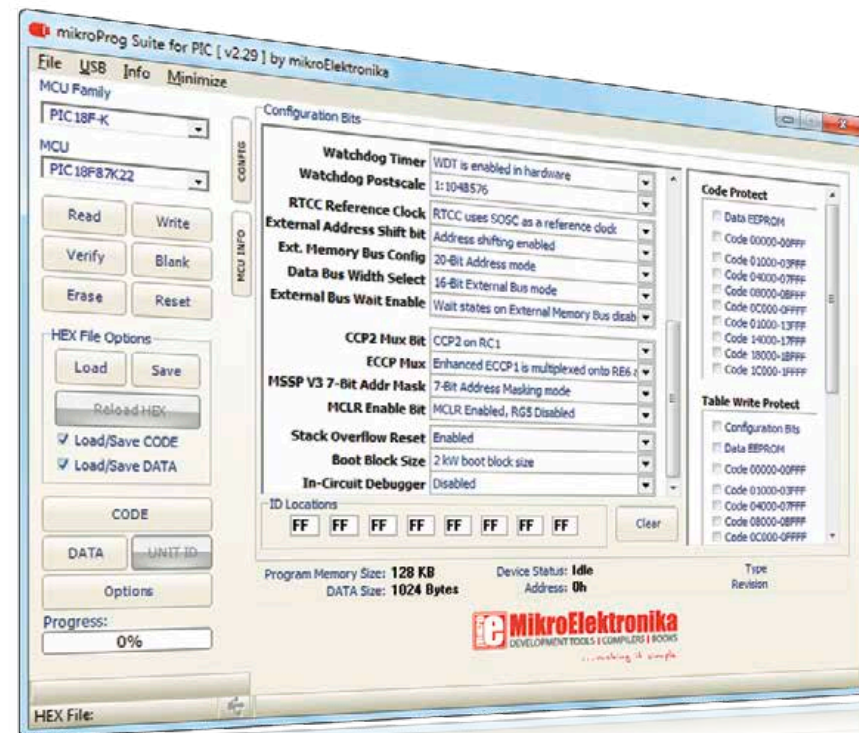 mikroProg Suite for PIC [ v2.29 ] by mikroElektronika
File USB Info Minimize
MCU Family
PIC18F-K
MCU
PIC18F87K22
Read Write
Verify Blank
Erase Reset
HEX File Options
Load Save
Reload HEX
Load/Save CODE
Load/Save DATA
CODE
DATA UNIT ID
Options
Progress:
0%
HEX File:
CONFIG
MCU INFO
Configuration Bits
Watchdog Timer WDT is enabled in hardware
Watchdog Postscale 1:1048576
RTCC Reference Clock RTCC uses SOSC as a reference clock
External Address Shift bit Address shifting enabled
Ext. Memory Bus Config 20-Bit Address mode
Data Bus Width Select 16-Bit External Bus mode
External Bus Wait Enable Wait states on External Memory Bus disab
CCP2 Mux Bit CCP2 on RC1
ECCP Mux Enhanced ECCP1 is multiplexed onto RE6 a
MSSP V3 7-Bit Addr Mask 7-Bit Address Masking mode
MCLR Enable Bit MCLR Enabled, RG5 Disabled
Stack Overflow Reset Enabled
Boot Block Size 2 kW boot block size
In-Circuit Debugger Disabled
ID Locations
FF FF FF FF FF FF FF FF Clear
Code Protect
Data EEPROM
Code 00000-00FFF
Code 01000-03FFF
Code 04000-07FFF
Code 08000-0BFFF
Code 0C000-0FFFF
Code 01000-13FFF
Code 14000-17FFF
Code 18000-1BFFF
Code 1C000-1FFFF
Table Write Protect
Configuration Bits
Data EEPROM
Code 00000-00FFF
Code 01000-03FFF
Code 04000-07FFF
Code 08000-0BFFF
Code 0C000-0FFFF
Program Memory Size: 128 KB Device Status: Idle Type
DATA Size: 1024 Bytes Address: 0h Revision
MikroElektronika
DEVELOPMENT TOOLS | COMPILERS | BOOKS
...making it simple